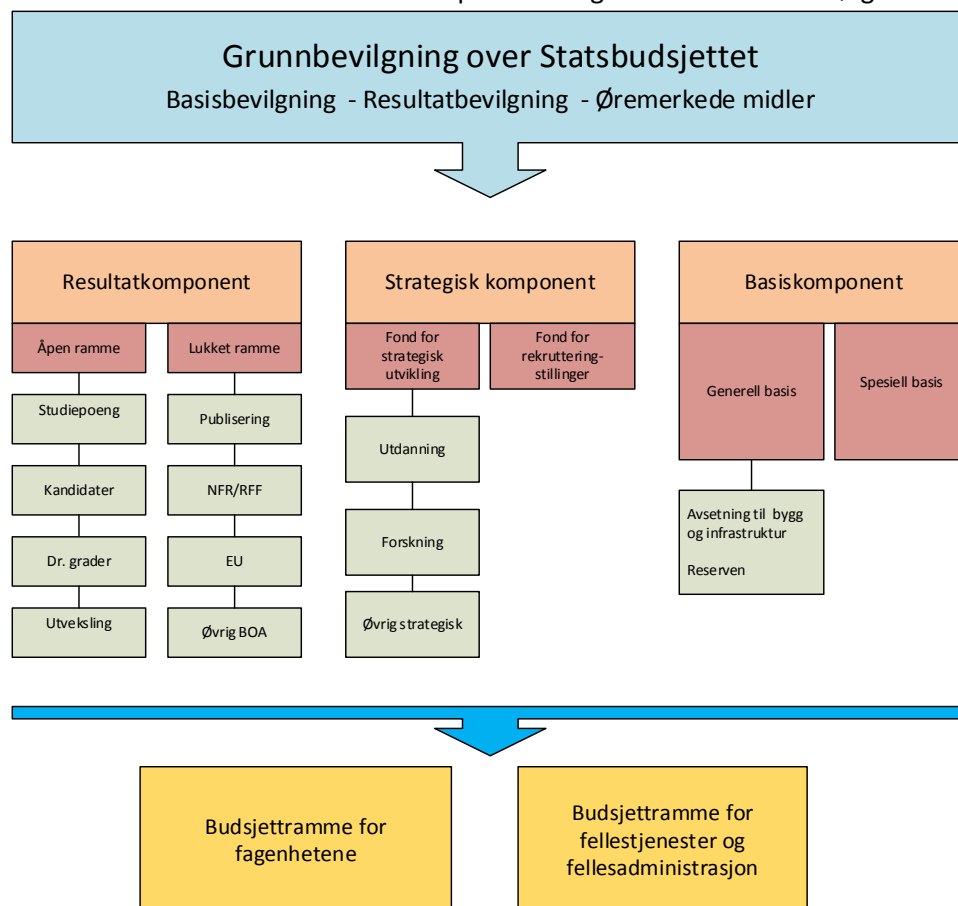 Grunnbevilgning over Statsbudsjettet
Basisbevilgning - Resultatbevilgning - Øremerkede midler
Resultatkomponent
Åpen ramme
Lukket ramme
Studiepoeng
Publisering
Kandidater
NFR/RFF
Dr. grader
EU
Utveksling
Øvrig BOA
Strategisk komponent
Fond for
strategisk
utvikling
Fond for
rekruttering-
stillinger
Utdanning
Forskning
Øvrig strategisk
Basiskomponent
Generell basis
Spesiell basis
Avsetning til bygg
og infrastruktur
Reserven
Budsjettramme for
fagenhetene
Budsjettramme for
fellestjenester og
fellesadministrasjon